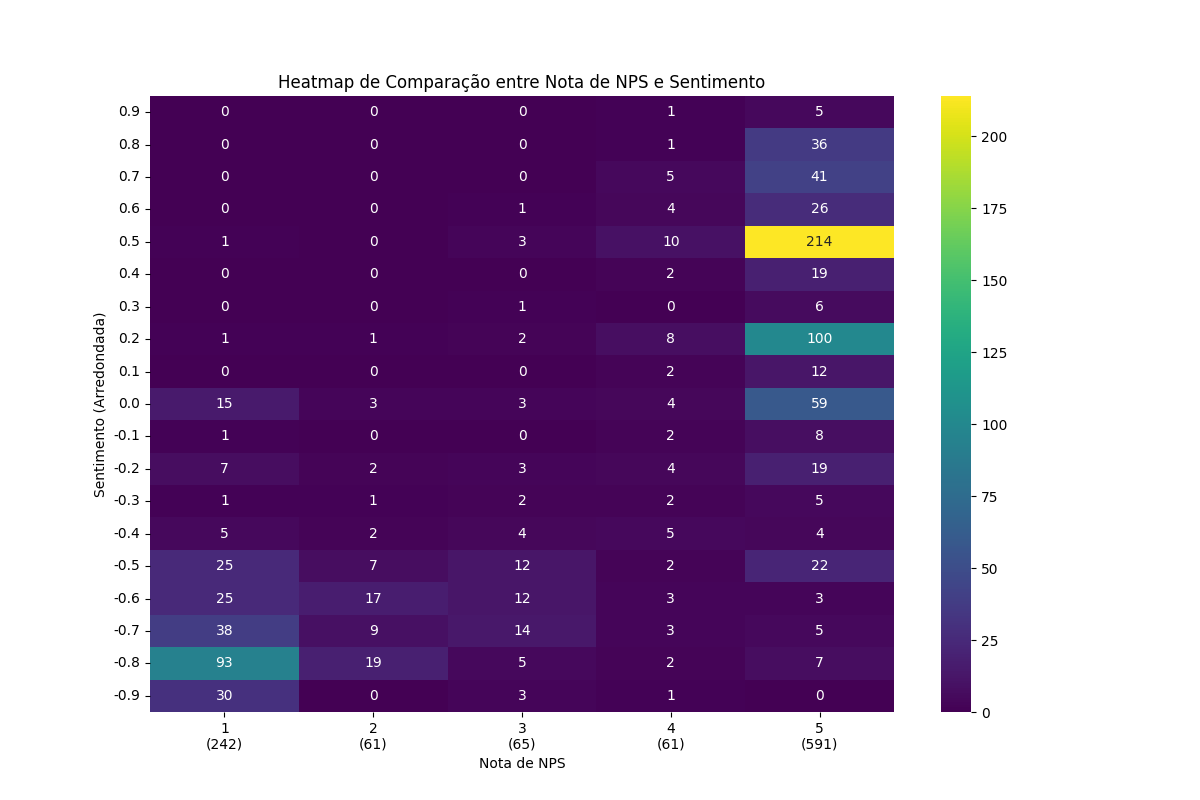 Heatmap de Comparação entre Nota de NPS e Sentimento
0.9 0 0 0 1 5
0.8 0 0 0 1 36
0.7 0 0 0 5 41
0.6 0 0 1 4 26
0.5 1 0 3 10 214
0.4 0 0 0 2 19
0.3 0 0 1 0 6
0.2 1 1 2 8 100
0.1 0 0 0 2 12
0.0 15 3 3 4 59
-0.1 1 0 0 2 8
-0.2 7 2 3 4 19
-0.3 1 1 2 2 5
-0.4 5 2 4 5 4
-0.5 25 7 12 2 22
-0.6 25 17 12 3 3
-0.7 38 9 14 3 5
-0.8 93 19 5 2 7
-0.9 30 0 3 1 0
1 2 3 4 5
(242) (61) (65) (61) (591)
Nota de NPS
Sentimento (Arredondada)
200
175
150
125
100
75
50
25
0